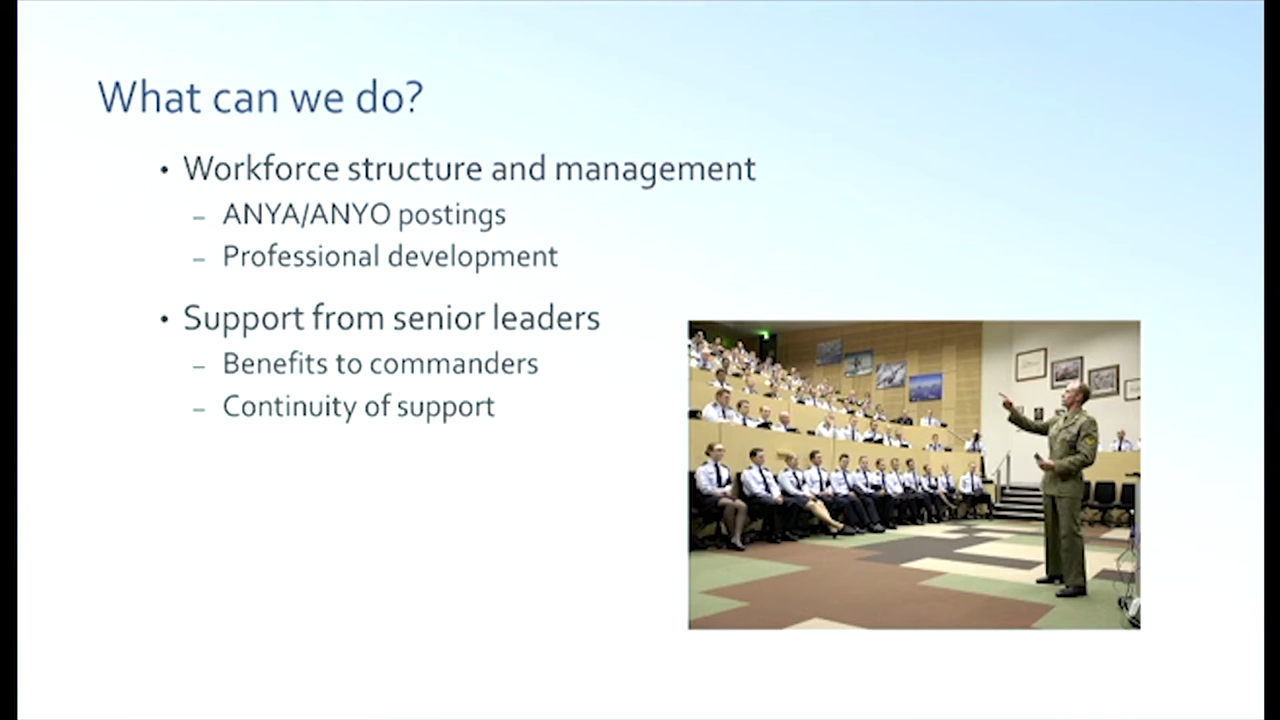 What can we do?
• Workforce structure and management
– ANYA/ANYO postings
– Professional development
• Support from senior leaders
– Benefits to commanders
– Continuity of support